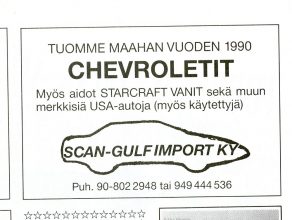 TUOMME MAAHAN VUODEN 1990
CHEVROLETIT
Myös aidot STARCRAFT VANIT sekä muun
merkkisiä USA-autoja (myös käytettyjä)
SCAN-GULF IMPORT KY
Puh. 90-802 2948 tai 949 444 536